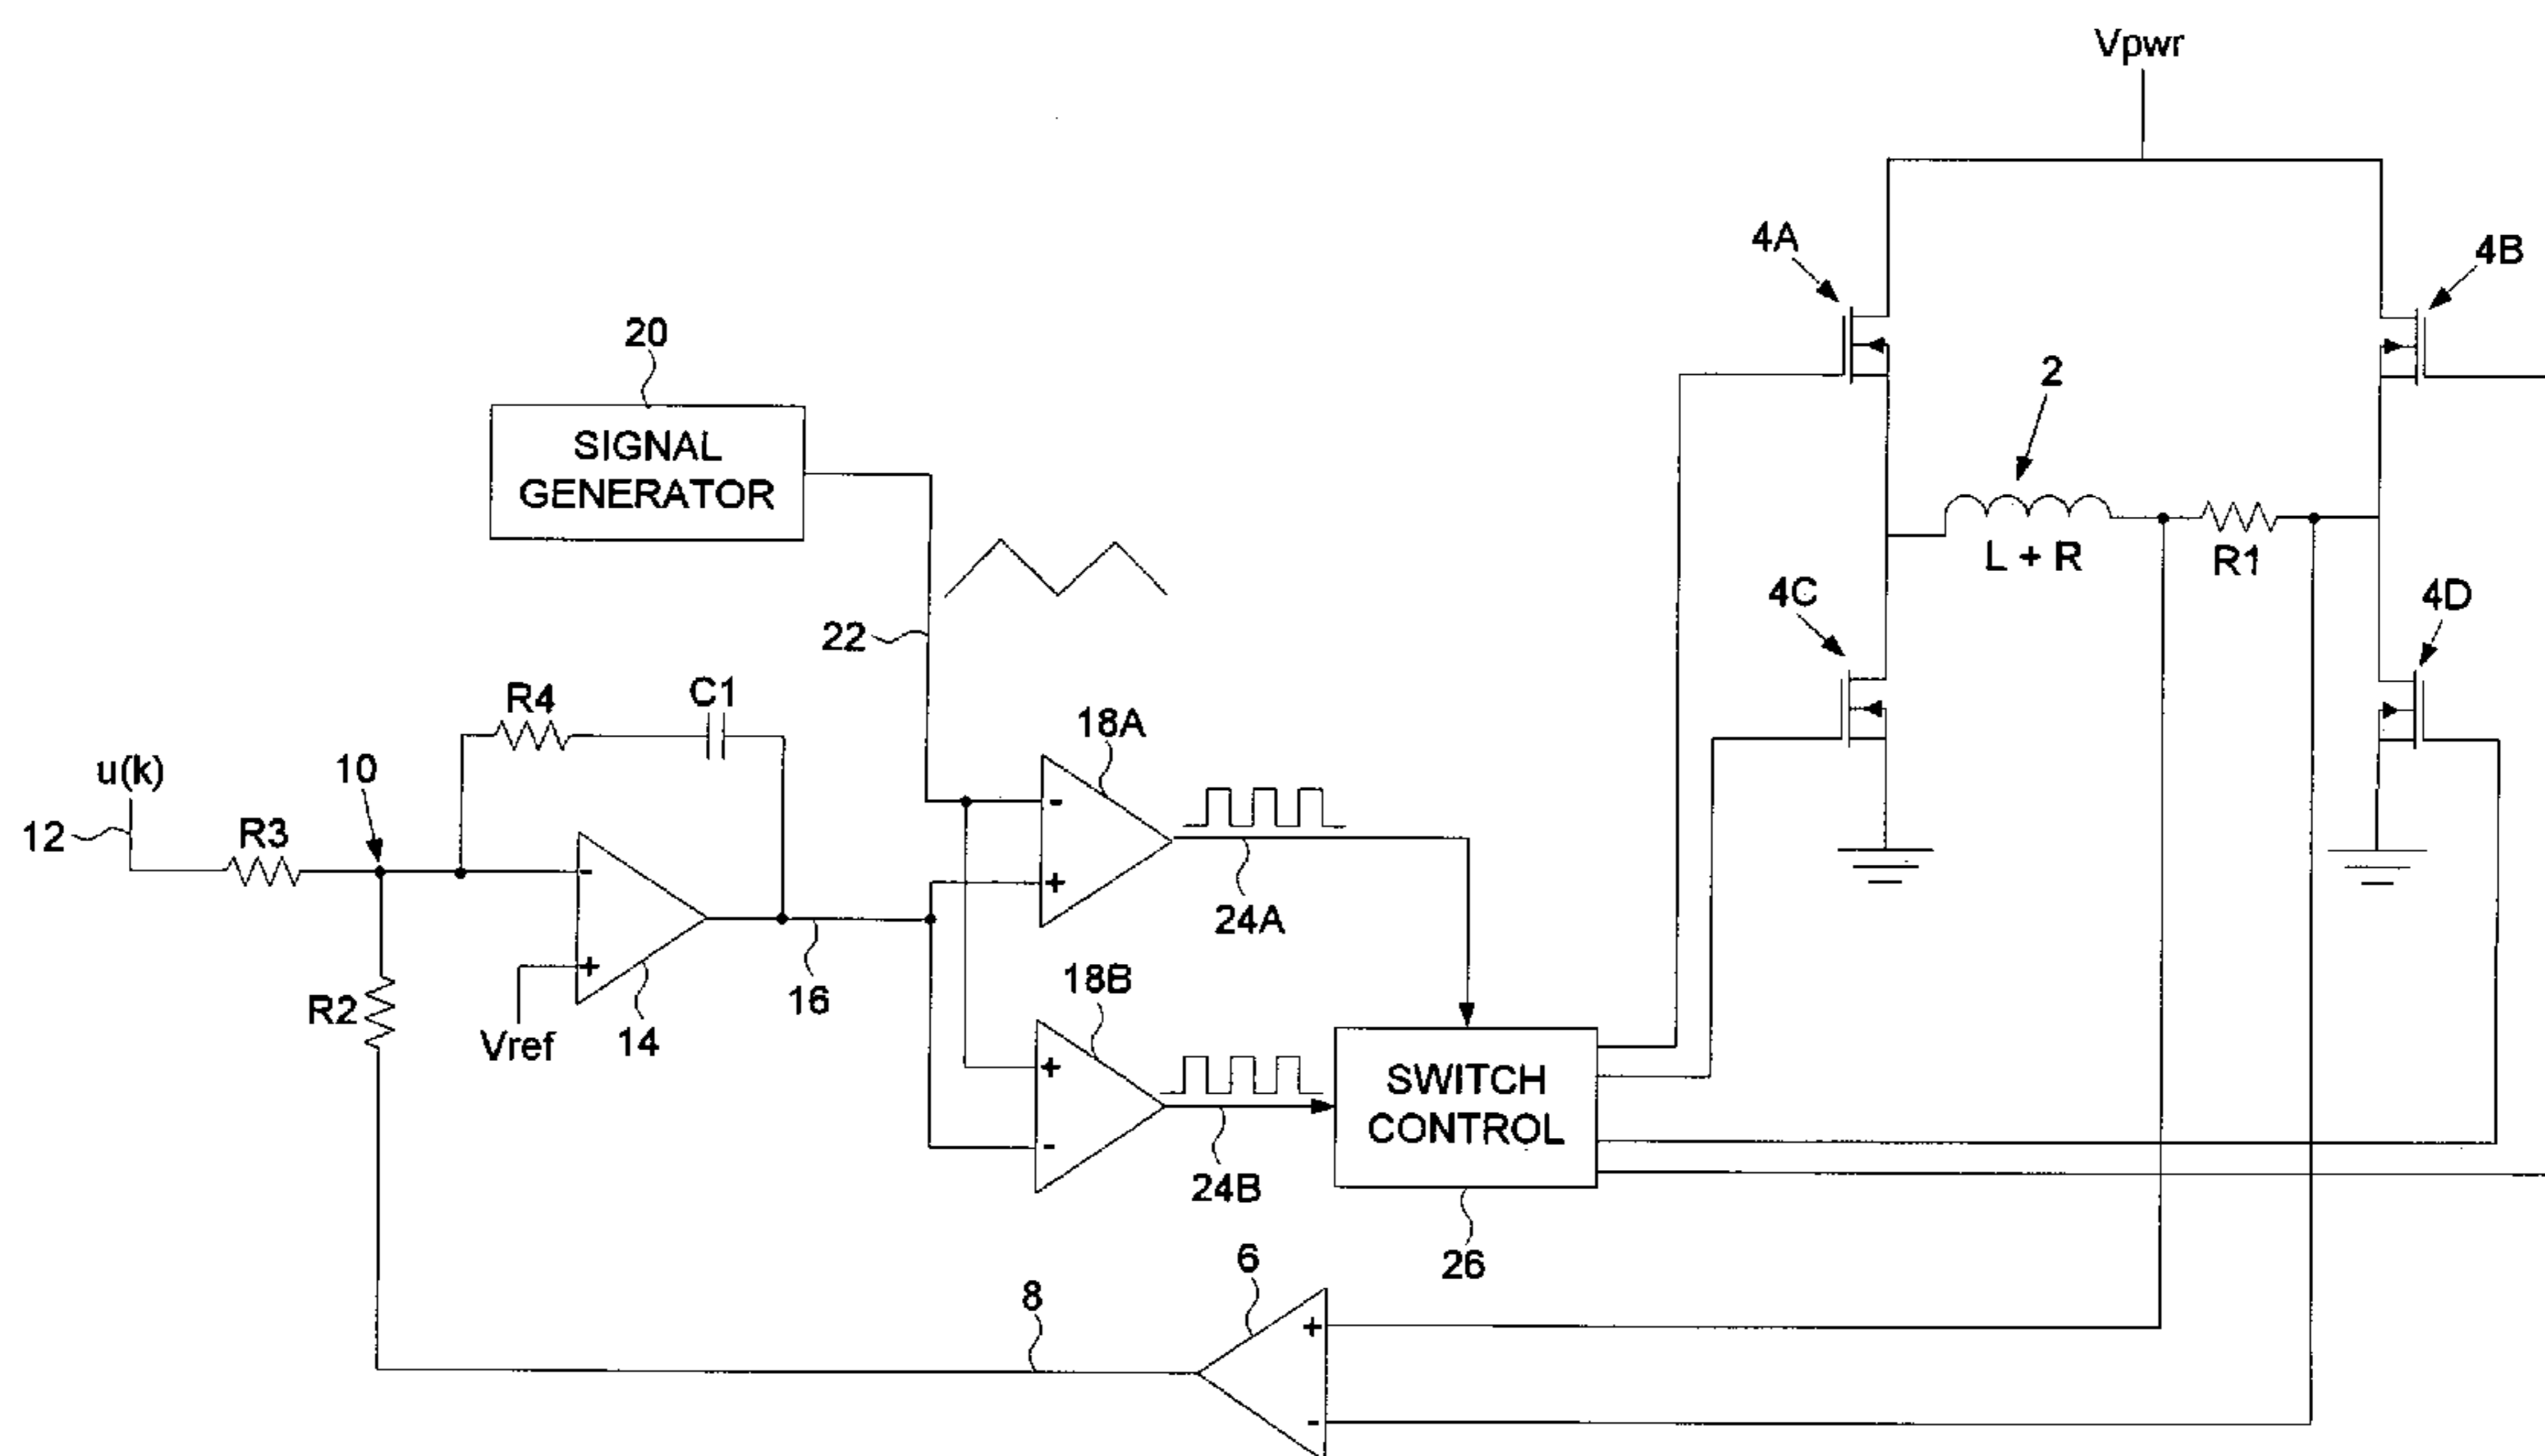 Vpwr
4A
4B
20
SIGNAL
GENERATOR
2
L + R
R1
4C
4D
22
R4
C1
18A
u(k)
10
12
R3
-
+
-
+
24A
14
16
R2
Vref
18B
+
-
24B
SWITCH
CONTROL
26
6
8
+
-